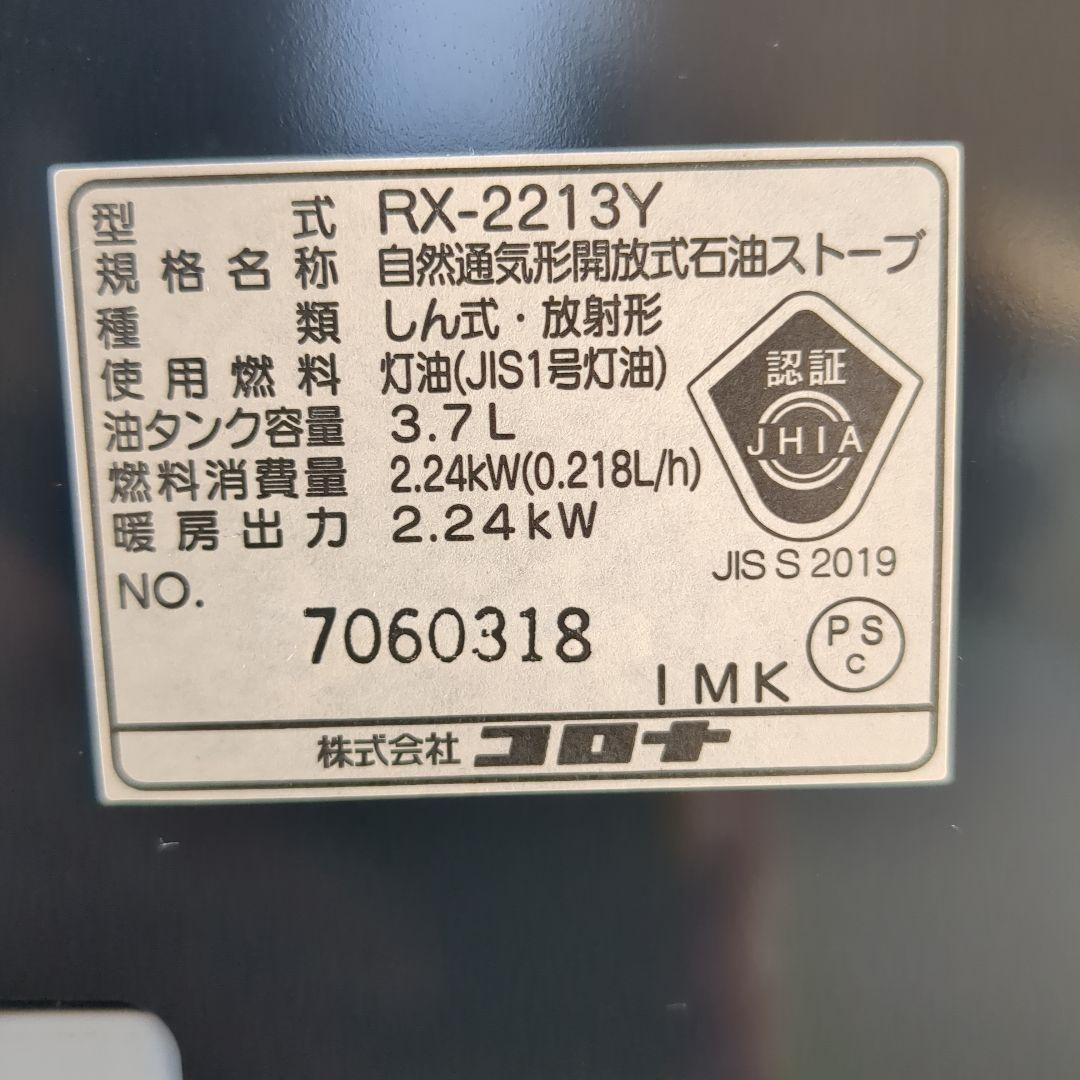 型式 RX-2213Y
規格名称 自然通気形開放式石油ストーブ
種類 しん式・放射形
使用燃料 灯油(JIS1号灯油)
油タンク容量 3.7L
燃料消費量 2.24kW(0.218L/h)
暖房出力 2.24kW
認証
JHIA
JIS S 2019
NO.
7060318
PS
C
IMK
株式会社 コロナ